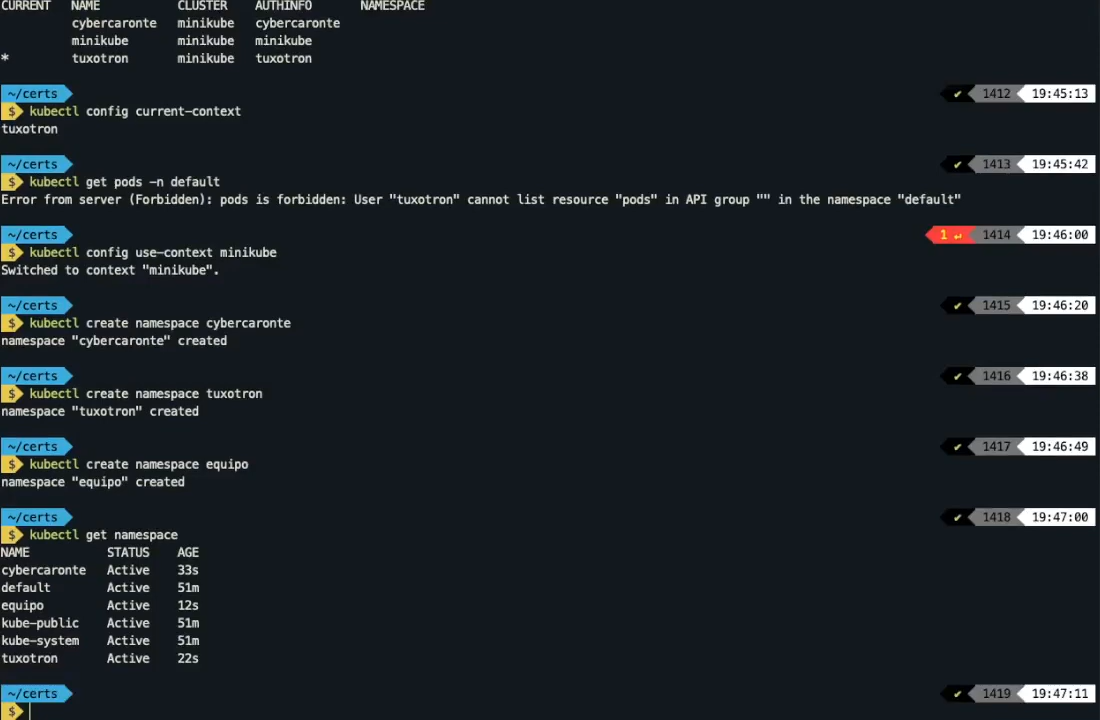 CURRENT NAME CLUSTER AUTHINFO NAMESPACE
cybercaronte minikube cybercaronte
minikube minikube minikube
* tuxotron minikube tuxotron
~/certs ✔ 1412 19:45:13
$ kubectl config current-context
tuxotron
~/certs ✔ 1413 19:45:42
$ kubectl get pods -n default
Error from server (Forbidden): pods is forbidden: User "tuxotron" cannot list resource "pods" in API group "" in the namespace "default"
~/certs 1 ↵ 1414 19:46:00
$ kubectl config use-context minikube
Switched to context "minikube".
~/certs ✔ 1415 19:46:20
$ kubectl create namespace cybercaronte
namespace "cybercaronte" created
~/certs ✔ 1416 19:46:38
$ kubectl create namespace tuxotron
namespace "tuxotron" created
~/certs ✔ 1417 19:46:49
$ kubectl create namespace equipo
namespace "equipo" created
~/certs ✔ 1418 19:47:00
$ kubectl get namespace
NAME STATUS AGE
cybercaronte Active 33s
default Active 51m
equipo Active 12s
kube-public Active 51m
kube-system Active 51m
tuxotron Active 22s
~/certs ✔ 1419 19:47:11
$